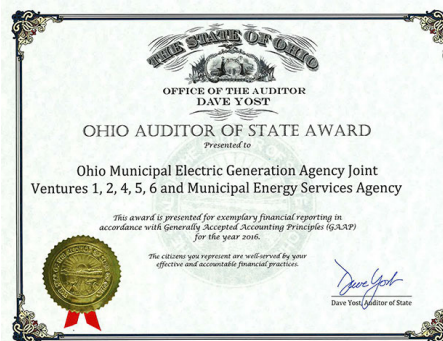 THE STATE OF OHIO
OFFICE OF THE AUDITOR
DAVE YOST
OHIO AUDITOR OF STATE AWARD
Presented to
Ohio Municipal Electric Generation Agency Joint
Ventures 1, 2, 4, 5, 6 and Municipal Energy Services Agency
This award is presented for exemplary financial reporting in
accordance with Generally Accepted Accounting Principles (GAAP)
for the year 2016.
The citizens you represent are well-served by your
effective and accountable financial practices.
Dave Yost
Dave Yost, Auditor of State